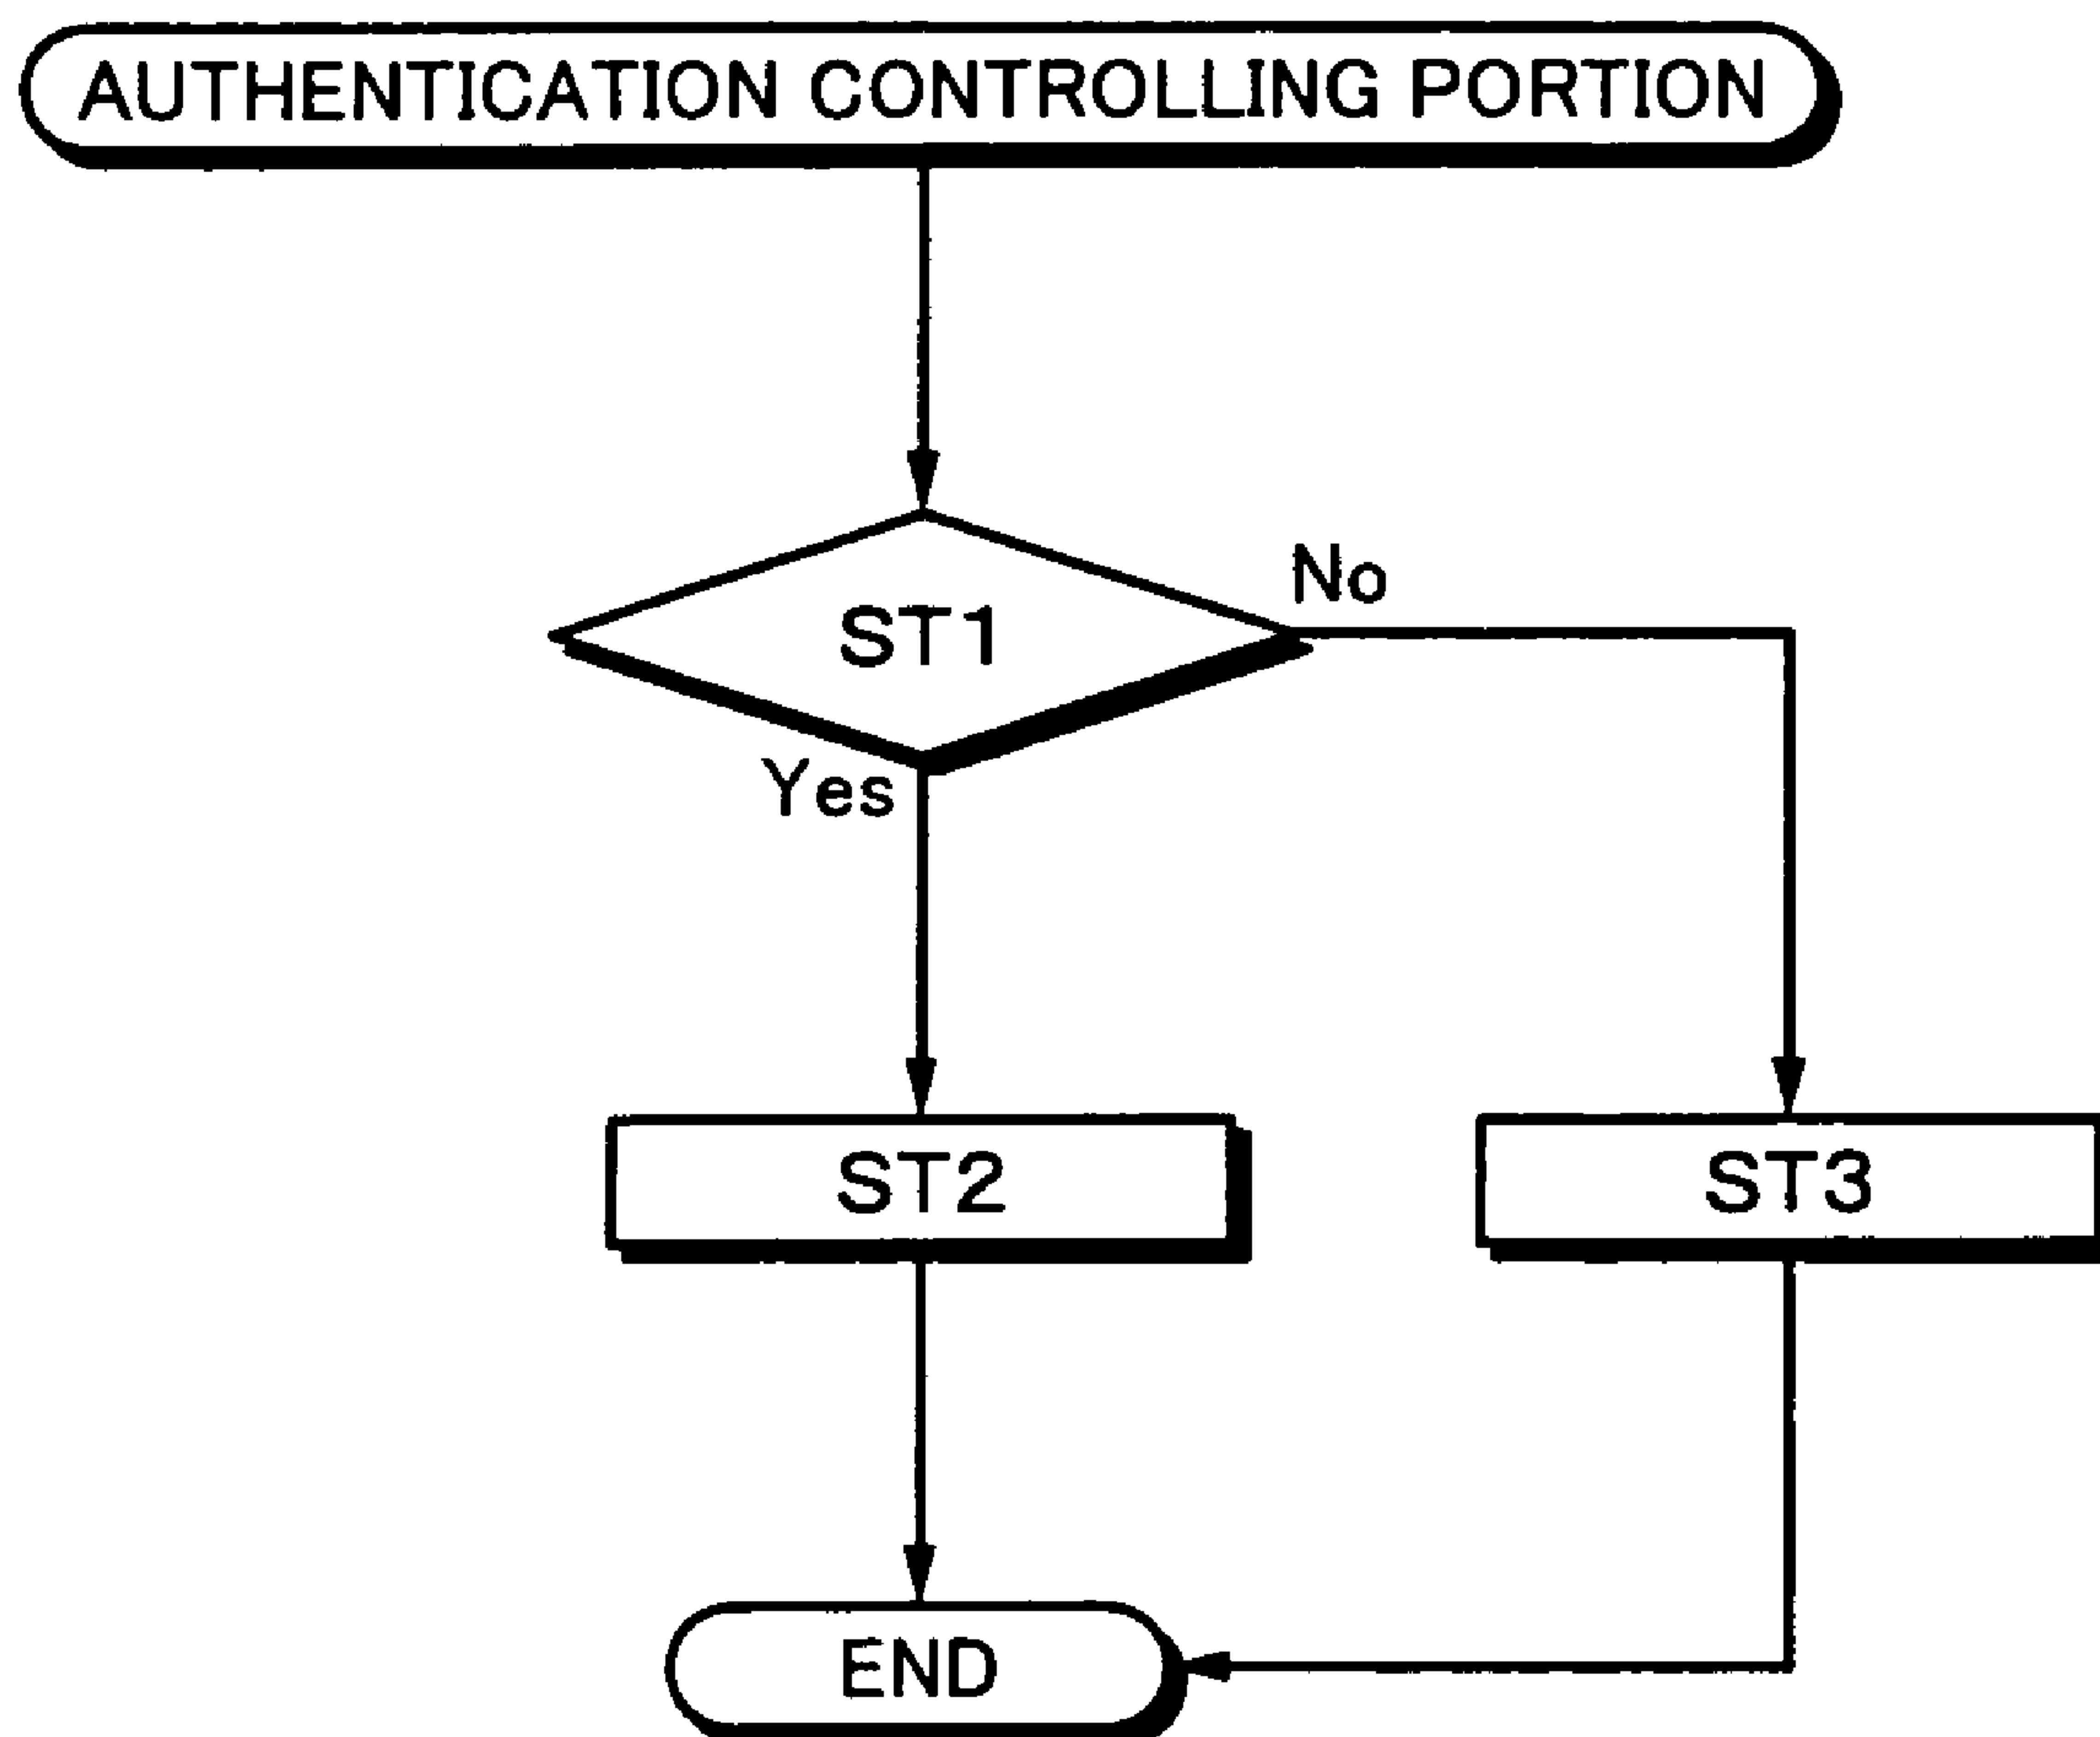 AUTHENTICATION CONTROLLING PORTION
ST1
No
Yes
ST2
ST3
END